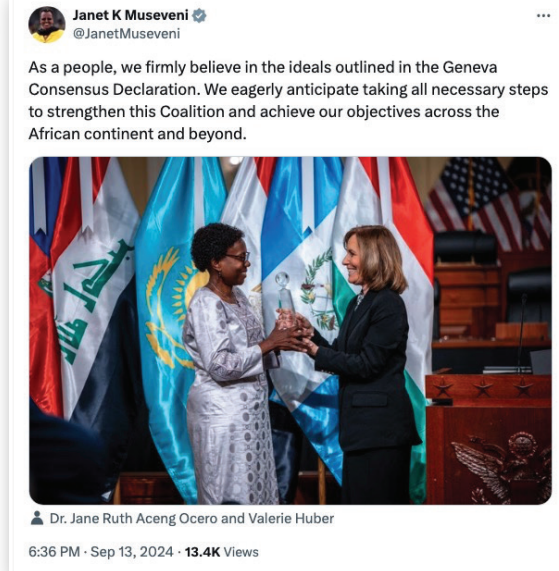 Janet K Museveni
@JanetMuseveni
As a people, we firmly believe in the ideals outlined in the Geneva
Consensus Declaration. We eagerly anticipate taking all necessary steps
to strengthen this Coalition and achieve our objectives across the
African continent and beyond.
Dr. Jane Ruth Aceng Ocero and Valerie Huber
6:36 PM · Sep 13, 2024 · 13.4K Views